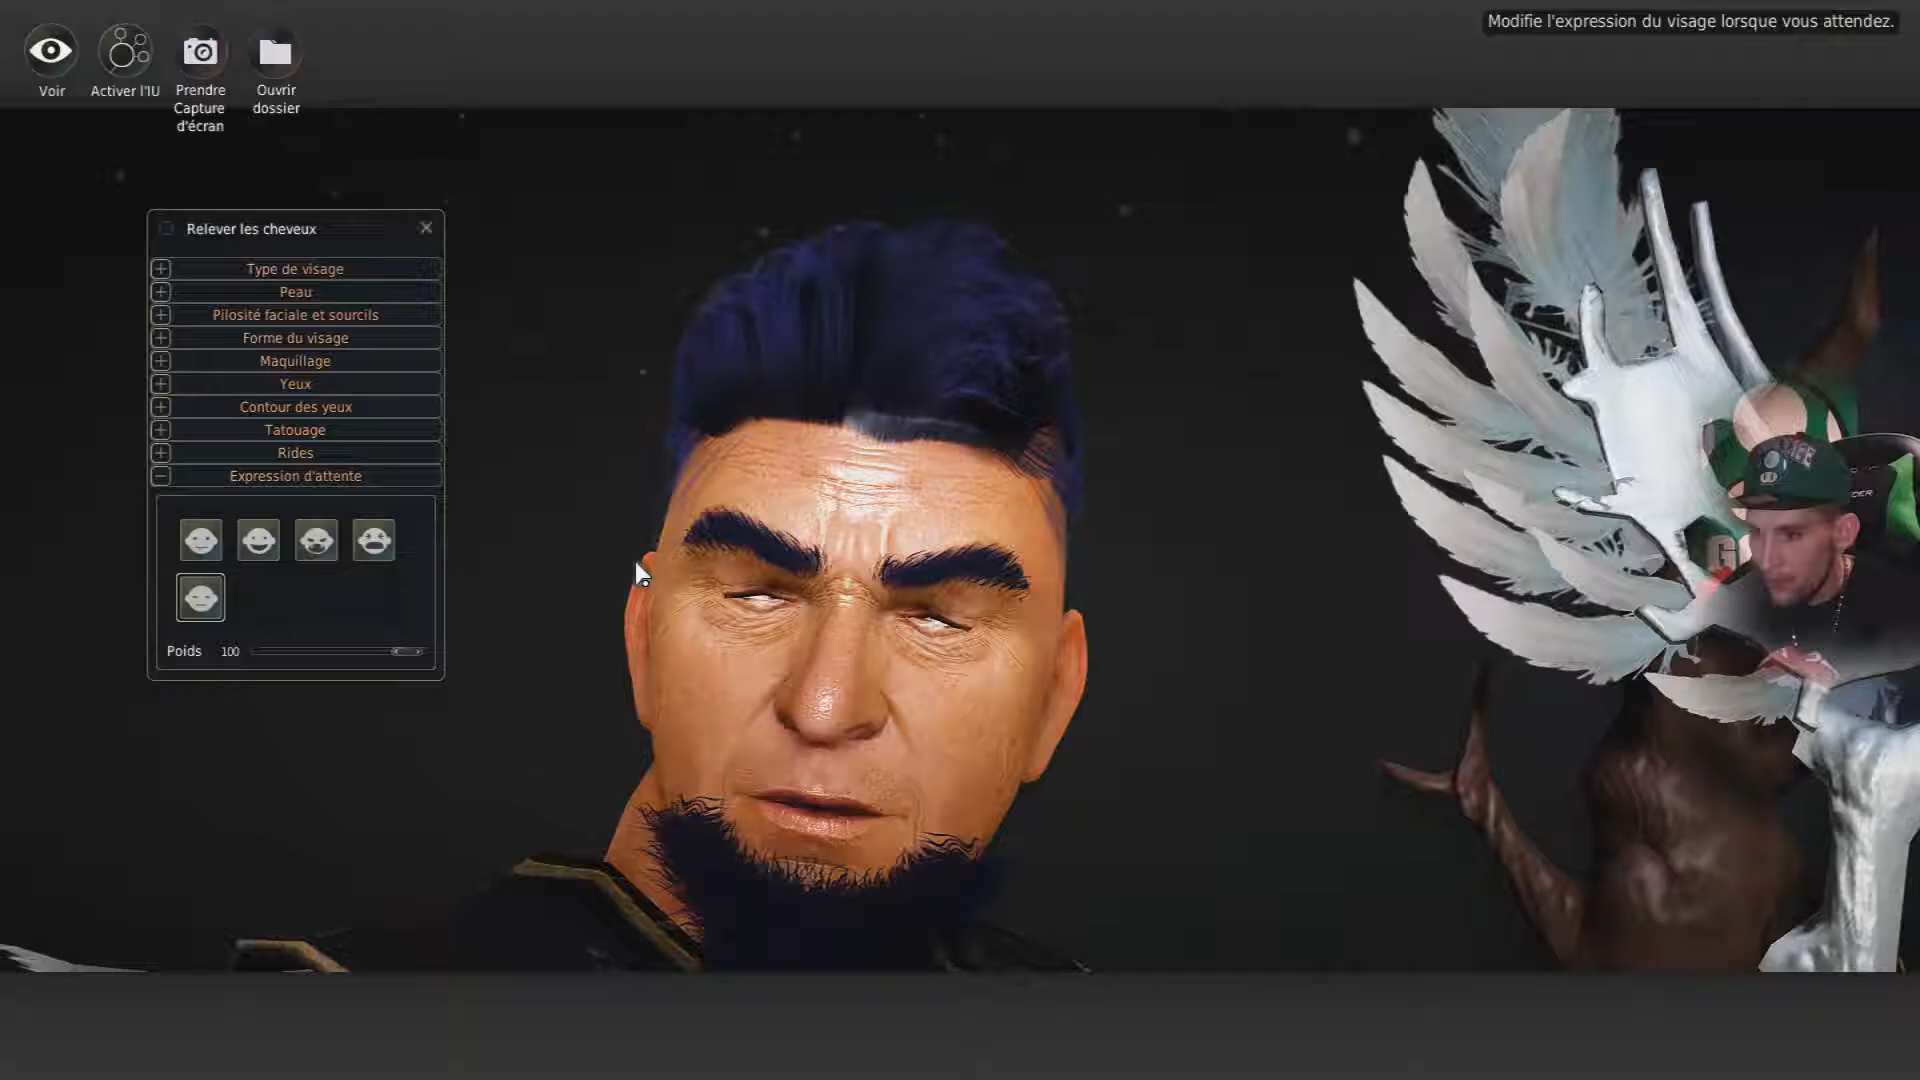 Modifie l'expression du visage lorsque vous attendez.
Voir
Activer l'IU
Prendre
Capture
d'écran
Ouvrir
dossier
Relever les cheveux
Type de visage
Peau
Pilosité faciale et sourcils
Forme du visage
Maquillage
Yeux
Contour des yeux
Tatouage
Rides
Expression d'attente
Poids 100